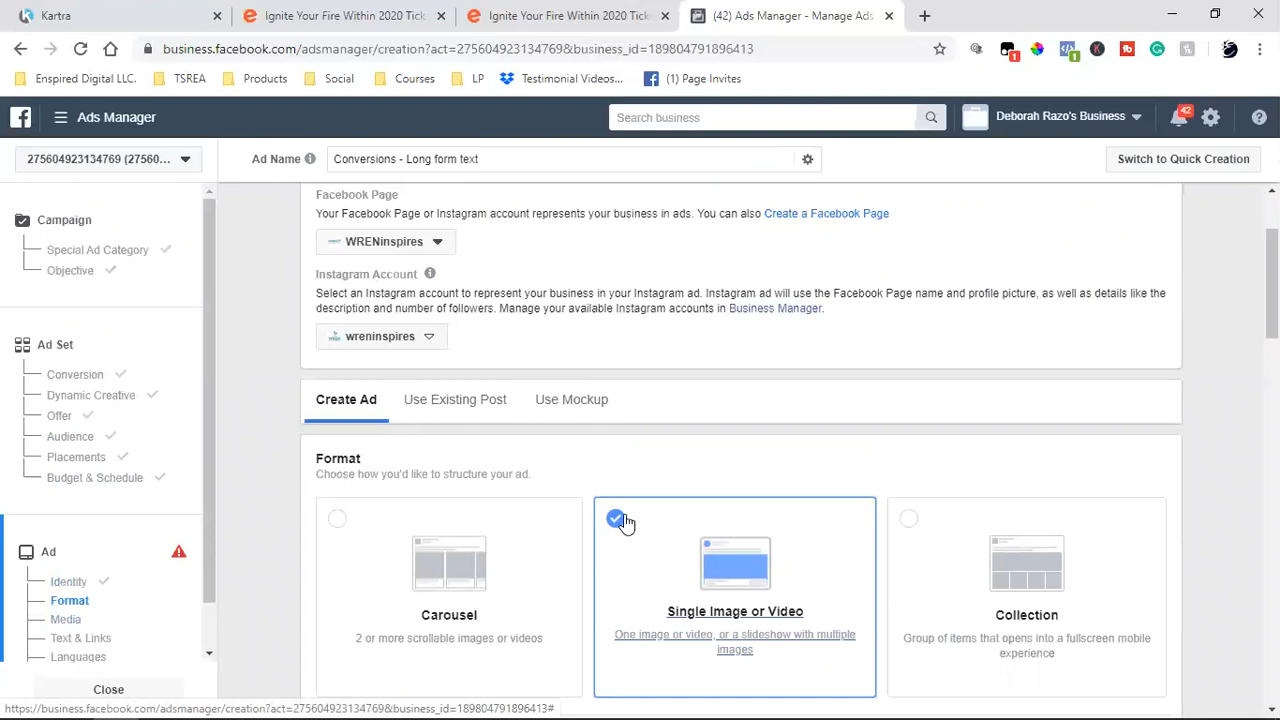 Kartra
Ignite Your Fire Within 2020 Ticke
Ignite Your Fire Within 2020 Ticke
(42) Ads Manager - Manage Ads
business.facebook.com/adsmanager/creation?act=275604923134769&business_id=189804791896413
1
1
Enspired Digital LLC.
TSREA
Products
Social
Courses
LP
Testimonial Videos...
(1) Page Invites
Ads Manager
Search business
Deborah Razo's Business
42
275604923134769 (27560...
Ad Name
Conversions - Long form text
Switch to Quick Creation
Campaign
Special Ad Category
Objective
Ad Set
Conversion
Dynamic Creative
Offer
Audience
Placements
Budget & Schedule
Ad
Identity
Format
Media
Text & Links
Languages
Close
Facebook Page
Your Facebook Page or Instagram account represents your business in ads. You can also Create a Facebook Page
WRENinspires
Instagram Account
Select an Instagram account to represent your business in your Instagram ad. Instagram ad will use the Facebook Page name and profile picture, as well as details like the
description and number of followers. Manage your available Instagram accounts in Business Manager.
wreninspires
Create Ad
Use Existing Post
Use Mockup
Format
Choose how you'd like to structure your ad.
Carousel
2 or more scrollable images or videos
Single Image or Video
One image or video, or a slideshow with multiple
images
Collection
Group of items that opens into a fullscreen mobile
experience
https://business.facebook.com/adsmanager/creation?act=275604923134769&business_id=189804791896413#